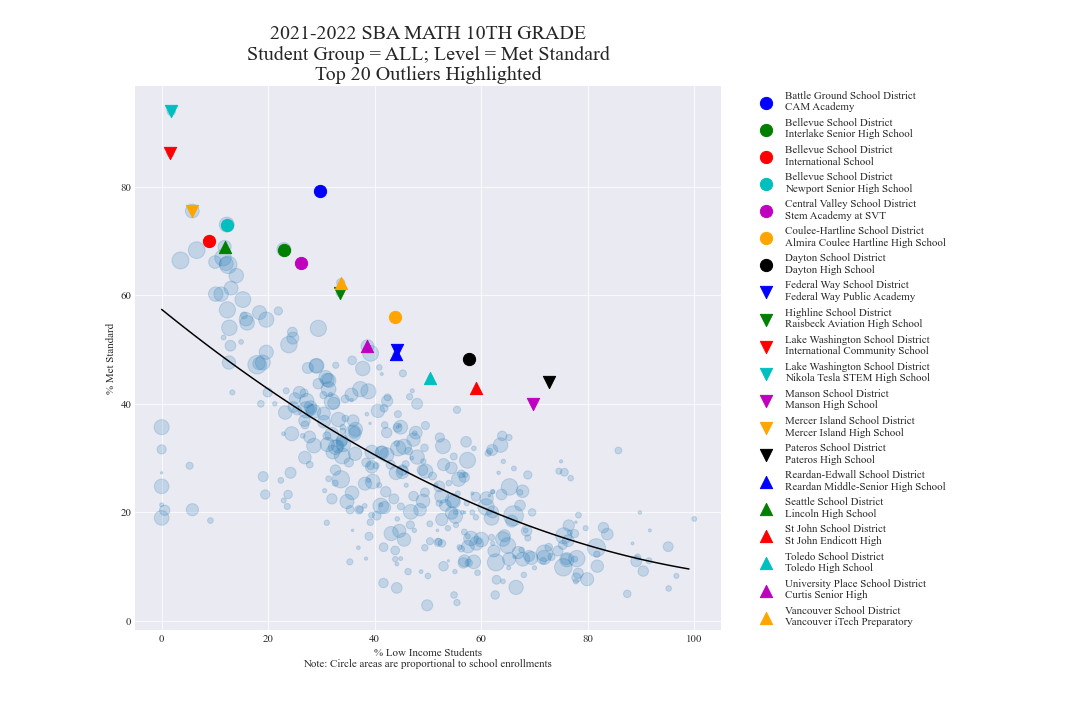 2021-2022 SBA MATH 10TH GRADE
Student Group = ALL; Level = Met Standard
Top 20 Outliers Highlighted
% Met Standard
80
60
40
20
0
0 20 40 60 80 100
% Low Income Students
Note: Circle areas are proportional to school enrollments
Battle Ground School District
CAM Academy
Bellevue School District
Interlake Senior High School
Bellevue School District
International School
Bellevue School District
Newport Senior High School
Central Valley School District
Stem Academy at SVT
Coulee-Hartline School District
Almira Coulee Hartline High School
Dayton School District
Dayton High School
Federal Way School District
Federal Way Public Academy
Highline School District
Raisbeck Aviation High School
Lake Washington School District
International Community School
Lake Washington School District
Nikola Tesla STEM High School
Manson School District
Manson High School
Mercer Island School District
Mercer Island High School
Pateros School District
Pateros High School
Reardan-Edwall School District
Reardan Middle-Senior High School
Seattle School District
Lincoln High School
St John School District
St John Endicott High
Toledo School District
Toledo High School
University Place School District
Curtis Senior High
Vancouver School District
Vancouver iTech Preparatory